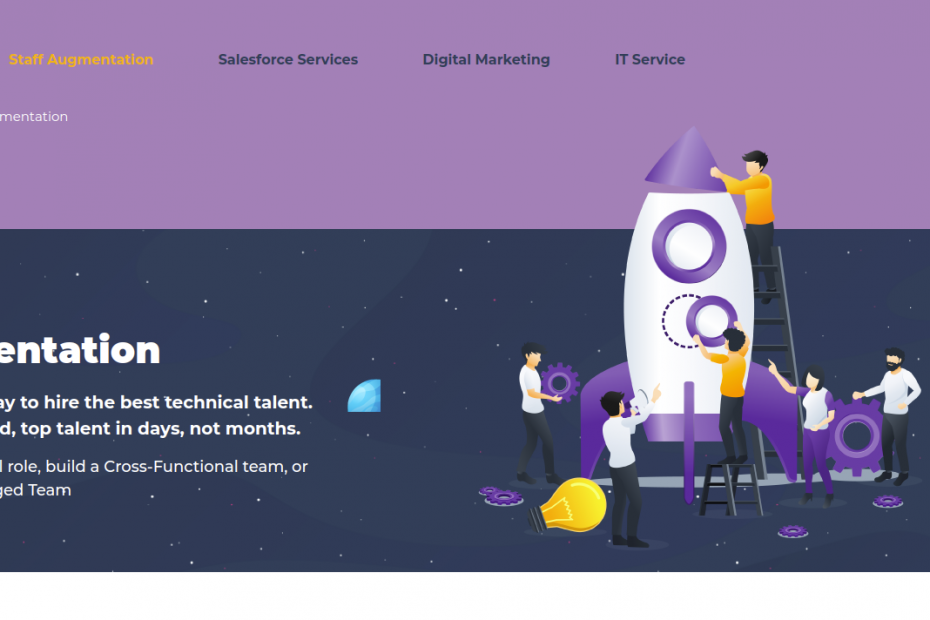 Staff Augmentation Salesforce Services Digital Marketing IT Service
mentation
entation
ay to hire the best technical talent.
d, top talent in days, not months.
l role, build a Cross-Functional team, or
ged Team